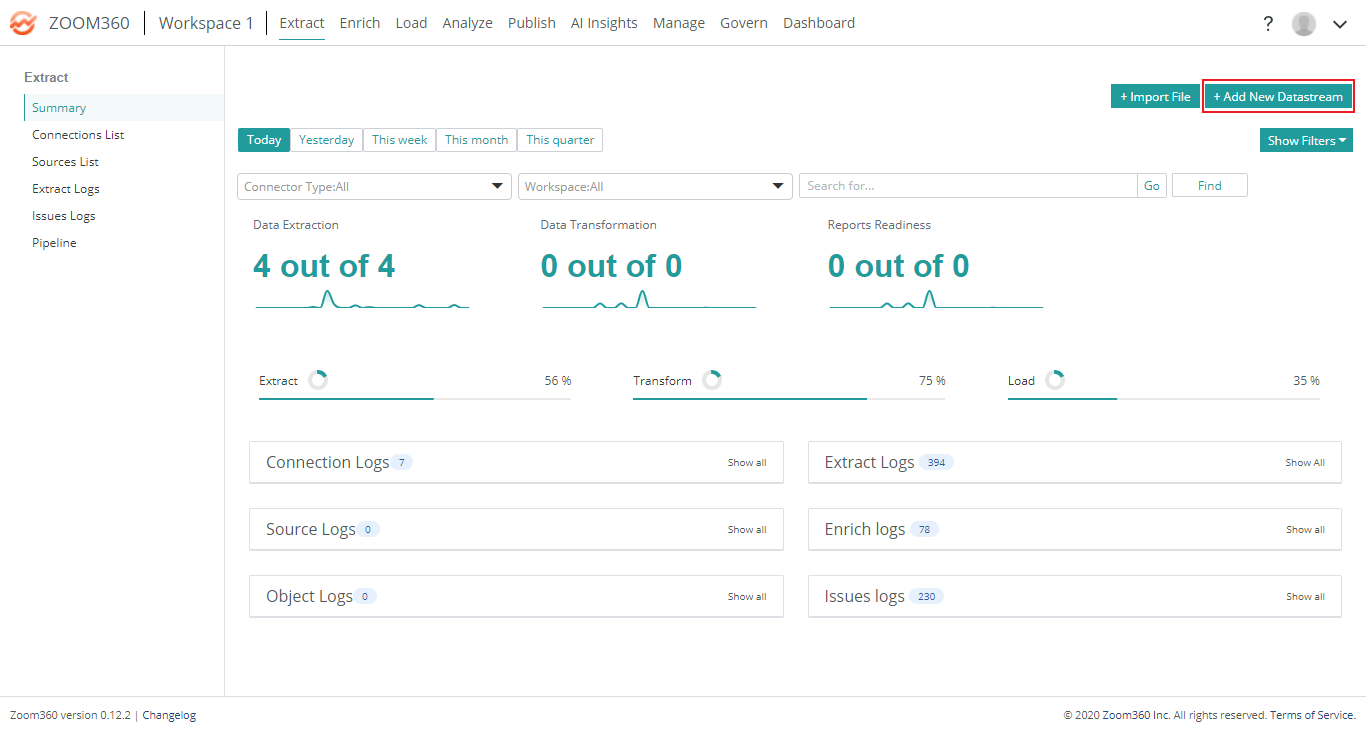 ZOOM360 Workspace 1 Extract Enrich Load Analyze Publish AI Insights Manage Govern Dashboard ?
Extract
Summary
Connections List
Sources List
Extract Logs
Issues Logs
Pipeline
+ Import File + Add New Datastream
Today Yesterday This week This month This quarter Show Filters
Connector Type:All Workspace:All Search for... Go Find
Data Extraction Data Transformation Reports Readiness
4 out of 4 0 out of 0 0 out of 0
Extract 56 % Transform 75 % Load 35 %
Connection Logs 7 Show all Extract Logs 394 Show All
Source Logs 0 Show all Enrich logs 78 Show all
Object Logs 0 Show all Issues logs 230 Show all
Zoom360 version 0.12.2 | Changelog © 2020 Zoom360 Inc. All rights reserved. Terms of Service.